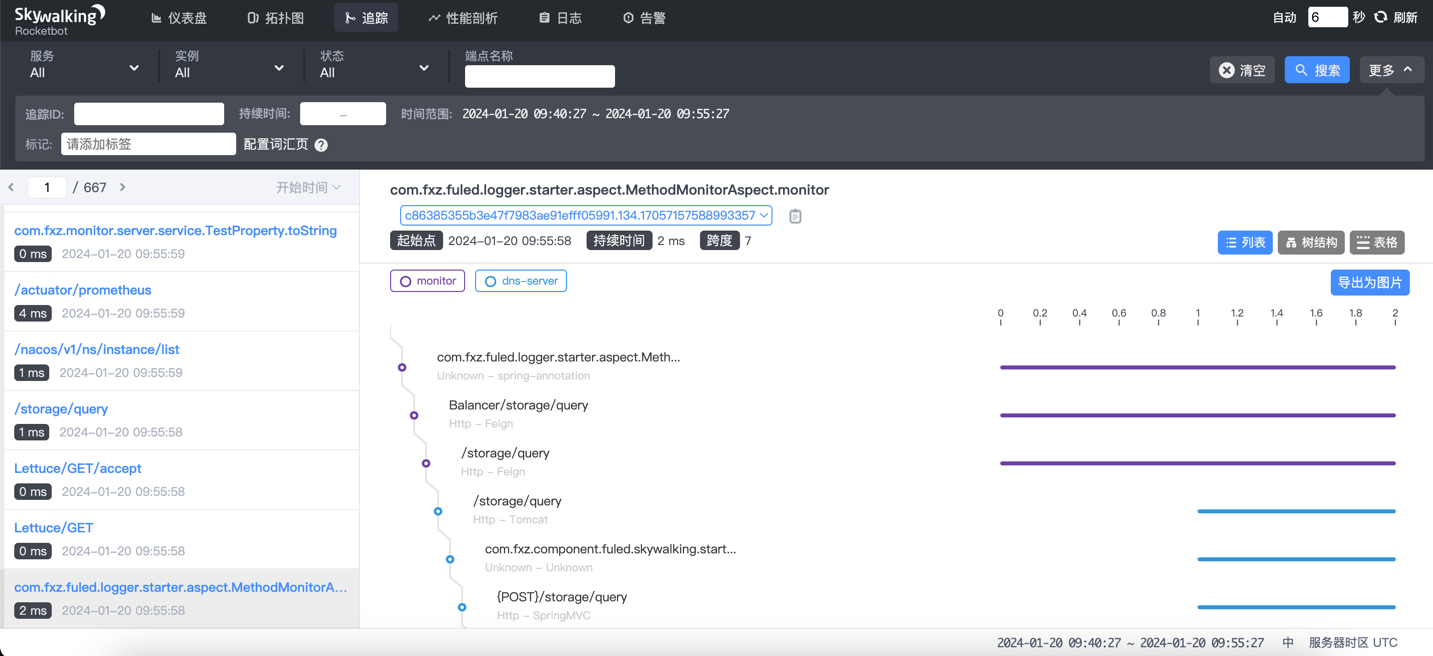 Skywalking
Rocketbot
仪表盘 拓扑图 追踪 性能剖析 日志 告警
自动 6 秒 刷新
服务 实例 状态 端点名称
All All All
清空 搜索 更多
追踪ID: 持续时间: – 时间范围: 2024-01-20 09:40:27 ~ 2024-01-20 09:55:27
标记: 请添加标签 配置词汇页 ?
1 / 667 开始时间
com.fxz.monitor.server.service.TestProperty.toString
0 ms 2024-01-20 09:55:59
/actuator/prometheus
4 ms 2024-01-20 09:55:59
/nacos/v1/ns/instance/list
1 ms 2024-01-20 09:55:59
/storage/query
1 ms 2024-01-20 09:55:58
Lettuce/GET/accept
0 ms 2024-01-20 09:55:58
Lettuce/GET
0 ms 2024-01-20 09:55:58
com.fxz.fuled.logger.starter.aspect.MethodMonitorA...
2 ms 2024-01-20 09:55:58
com.fxz.fuled.logger.starter.aspect.MethodMonitorAspect.monitor
c86385355b3e47f7983ae91efff05991.134.17057157588993357
起始点 2024-01-20 09:55:58 持续时间 2 ms 跨度 7
列表 树结构 表格
monitor dns-server
导出为图片
0 0.2 0.4 0.6 0.8 1 1.2 1.4 1.6 1.8 2
com.fxz.fuled.logger.starter.aspect.Meth...
Unknown - spring-annotation
Balancer/storage/query
Http - Feign
/storage/query
Http - Feign
/storage/query
Http - Tomcat
com.fxz.component.fuled.skywalking.start...
Unknown - Unknown
{POST}/storage/query
Http - SpringMVC
2024-01-20 09:40:27 ~ 2024-01-20 09:55:27 中 服务器时区 UTC